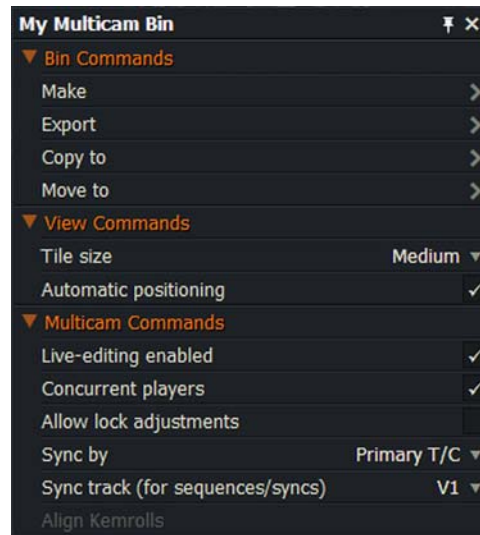 My Multicam Bin
Bin Commands
Make
Export
Copy to
Move to
View Commands
Tile size Medium
Automatic positioning
Multicam Commands
Live-editing enabled
Concurrent players
Allow lock adjustments
Sync by Primary T/C
Sync track (for sequences/syncs) V1
Align Kemrolls